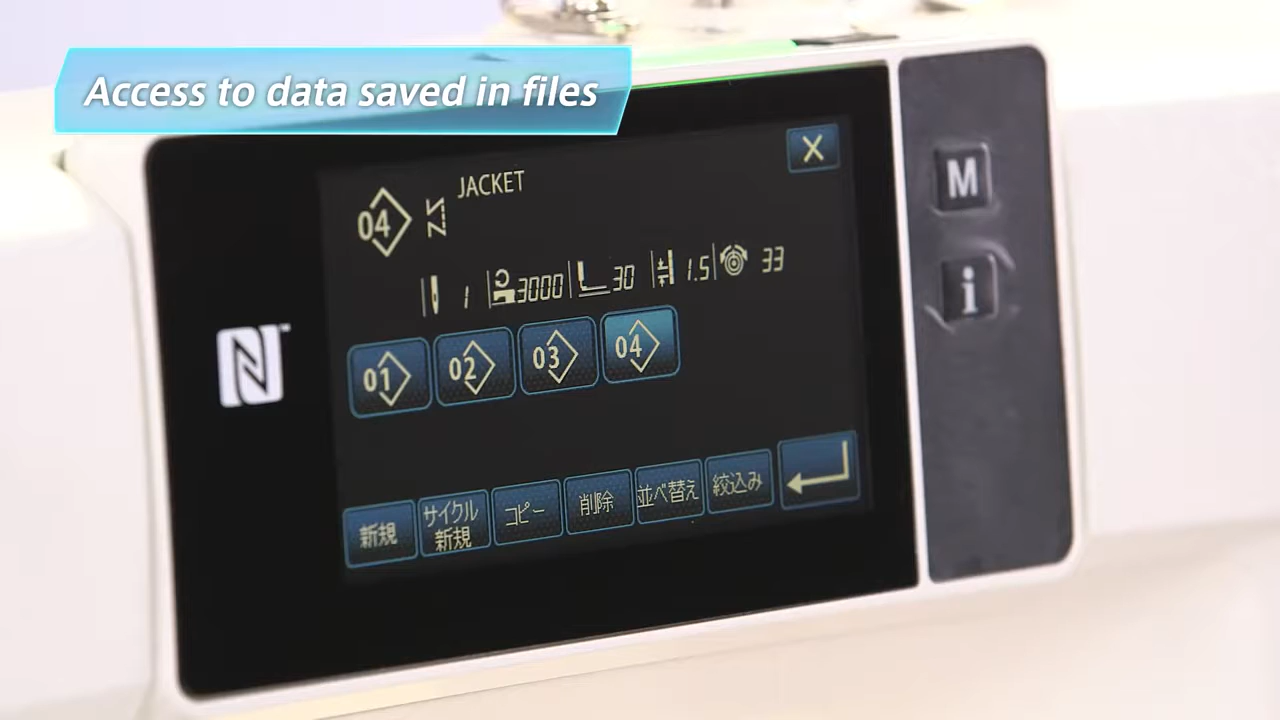 Access to data saved in files
JACKET
04
1 3000 30 1.5 33
01 02 03 04
新規
サイクル
新規
コピー
削除
並べ替え
絞込み
M
i
N
TM